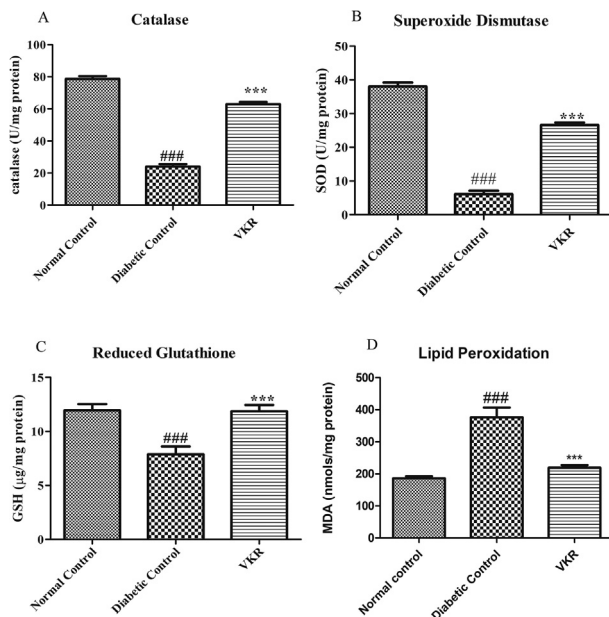 A
Catalase
catalase (U/mg protein)
100
80
60
40
20
0
###
***
Normal Control
Diabetic Control
VKR
B
Superoxide Dismutase
SOD (U/mg protein)
50
40
30
20
10
0
###
***
Normal Control
Diabetic Control
VKR
C
Reduced Glutathione
GSH (µg/mg protein)
15
10
5
0
###
***
Normal Control
Diabetic Control
VKR
D
Lipid Peroxidation
MDA (nmols/mg protein)
500
400
300
200
100
0
###
***
Normal control
Diabetic Control
VKR